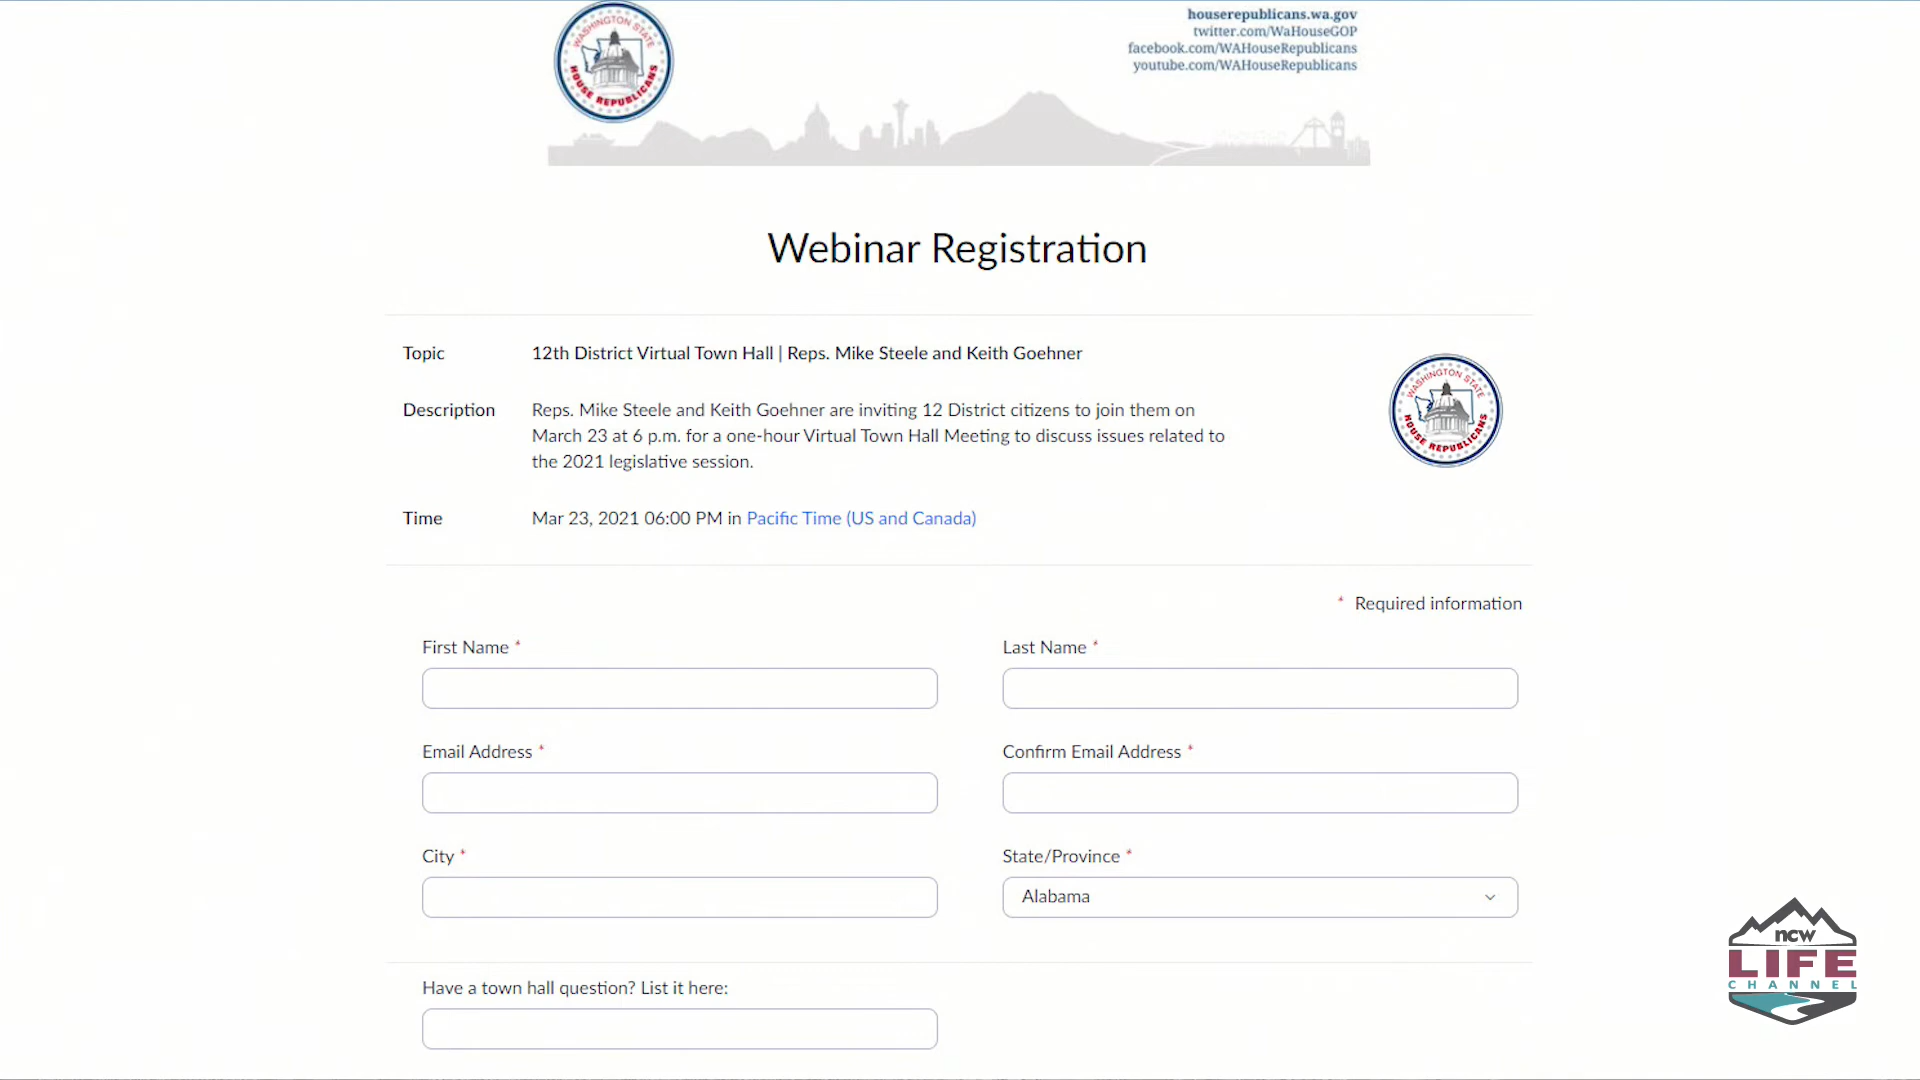 WASHINGTON STATE
HOUSE REPUBLICANS
houserepublicans.wa.gov
twitter.com/WaHouseGOP
facebook.com/WAHouseRepublicans
youtube.com/WAHouseRepublicans
Webinar Registration
Topic
12th District Virtual Town Hall | Reps. Mike Steele and Keith Goehner
Description
Reps. Mike Steele and Keith Goehner are inviting 12 District citizens to join them on
March 23 at 6 p.m. for a one-hour Virtual Town Hall Meeting to discuss issues related to
the 2021 legislative session.
WASHINGTON STATE
HOUSE REPUBLICANS
Time
Mar 23, 2021 06:00 PM in Pacific Time (US and Canada)
* Required information
First Name *
Last Name *
Email Address *
Confirm Email Address *
City *
State/Province *
Alabama
Have a town hall question? List it here:
ncw
LIFE
CHANNEL